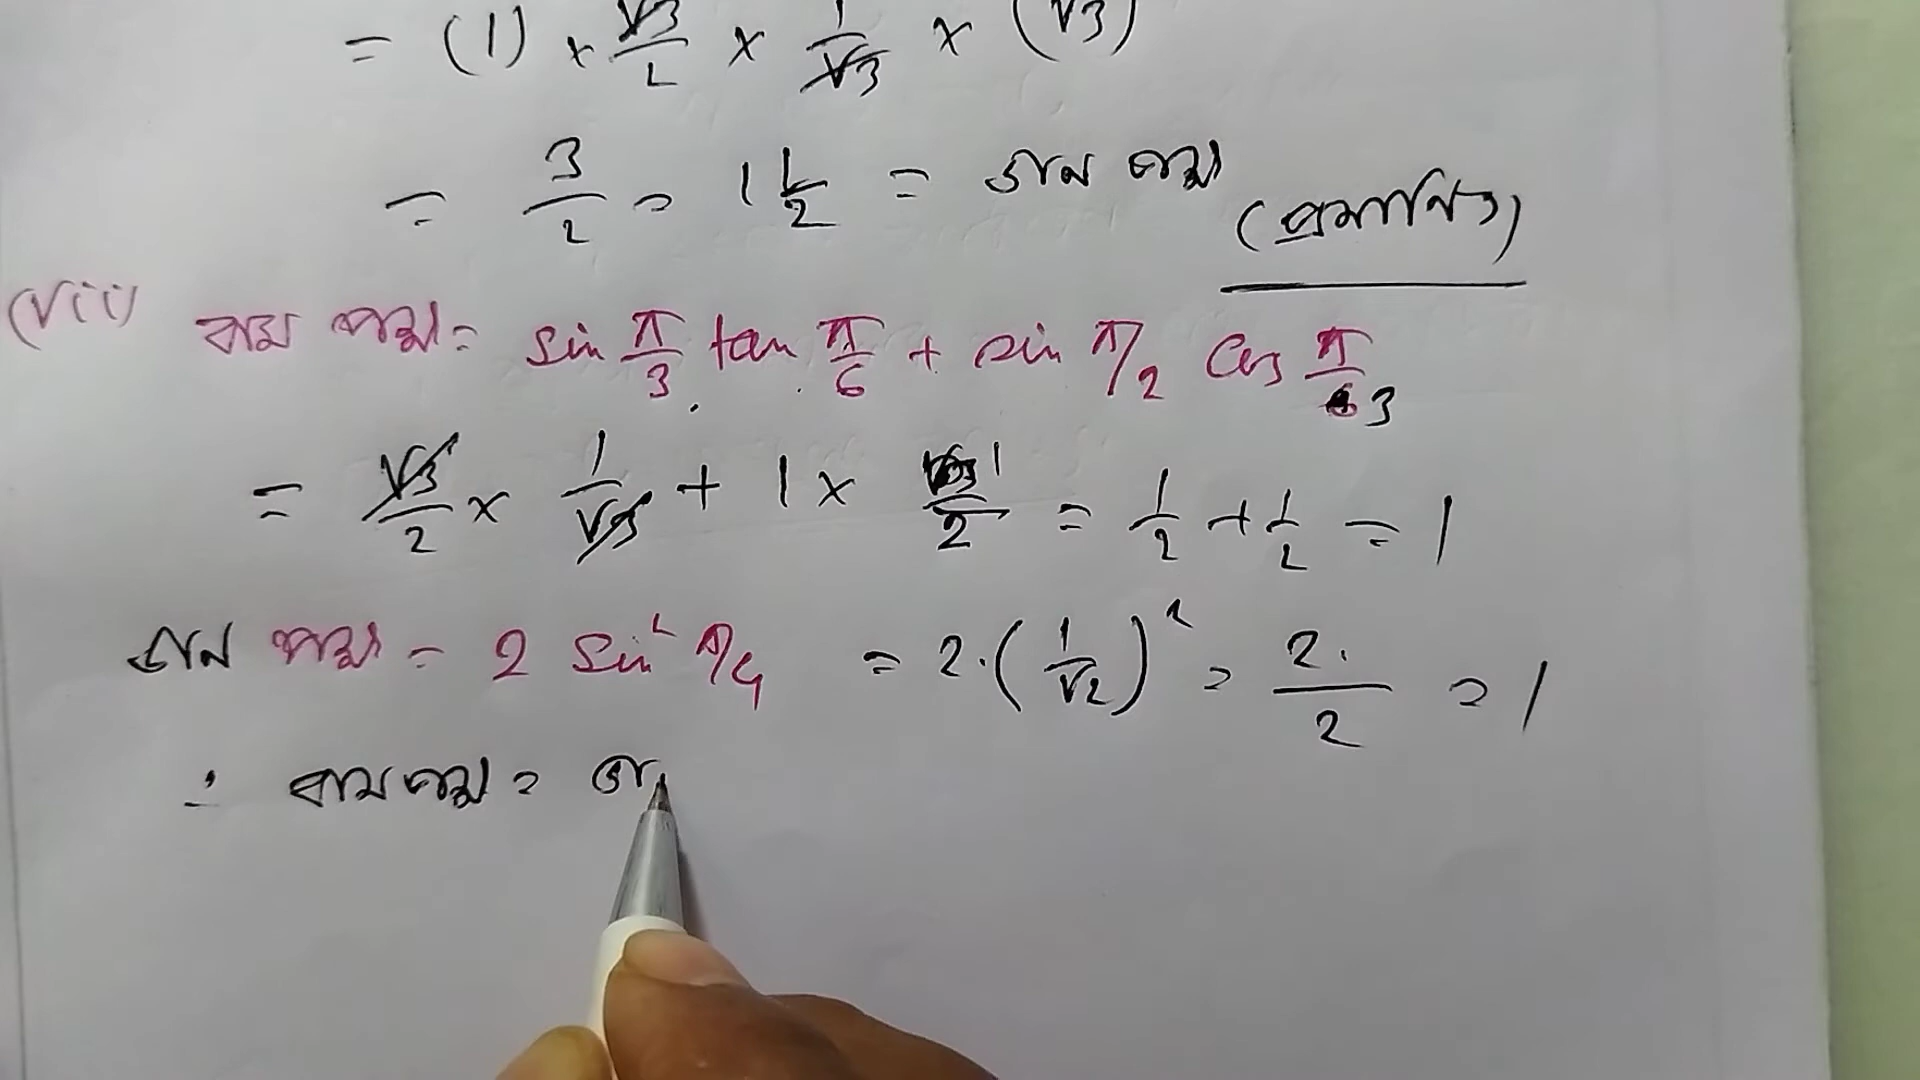 = (1) × √3/2 × 1/√3 × (√3)
= 3/2 = 1 1/2 = ডান পক্ষ
(প্রমাণিত)
(vii) বাম পক্ষ = sin π/3 tan π/6 + sin π/2 cos π/3
= √3/2 × 1/√3 + 1 × 1/2 = 1/2 + 1/2 = 1
ডান পক্ষ = 2 sin² π/4 = 2·(1/√2)² = 2·/2 = 1
∴ বাম পক্ষ = ডা